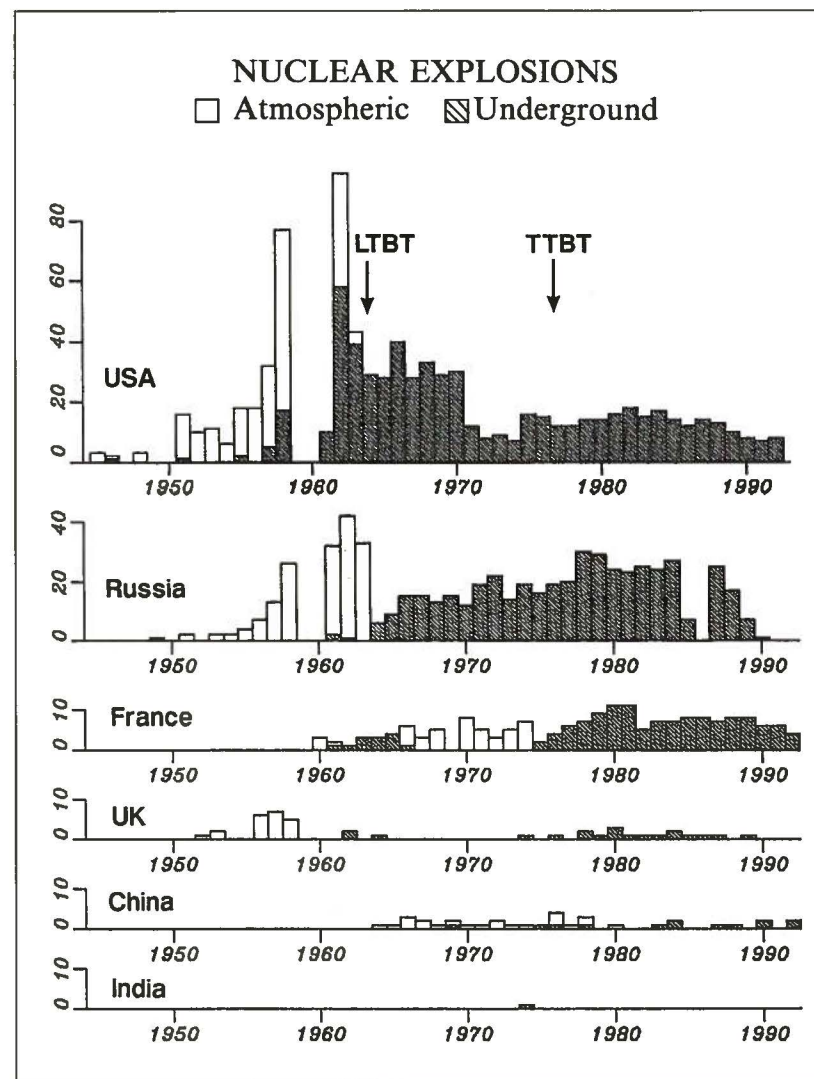 NUCLEAR EXPLOSIONS
Atmospheric Underground
80
60
40
20
0
USA
LTBT
TTBT
1950 1960 1970 1980 1990
40
20
0
Russia
1950 1960 1970 1980 1990
10
0
France
1950 1960 1970 1980 1990
10
0
UK
1950 1960 1970 1980 1990
10
0
China
1950 1960 1970 1980 1990
10
0
India
1950 1960 1970 1980 1990